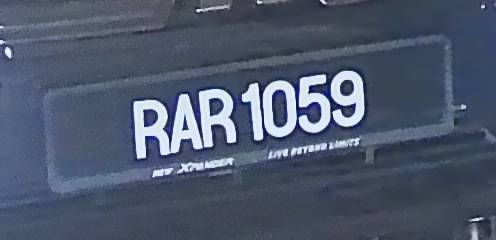 RAR 1059
NEW XPANDER LIVE BEYOND LIMITS